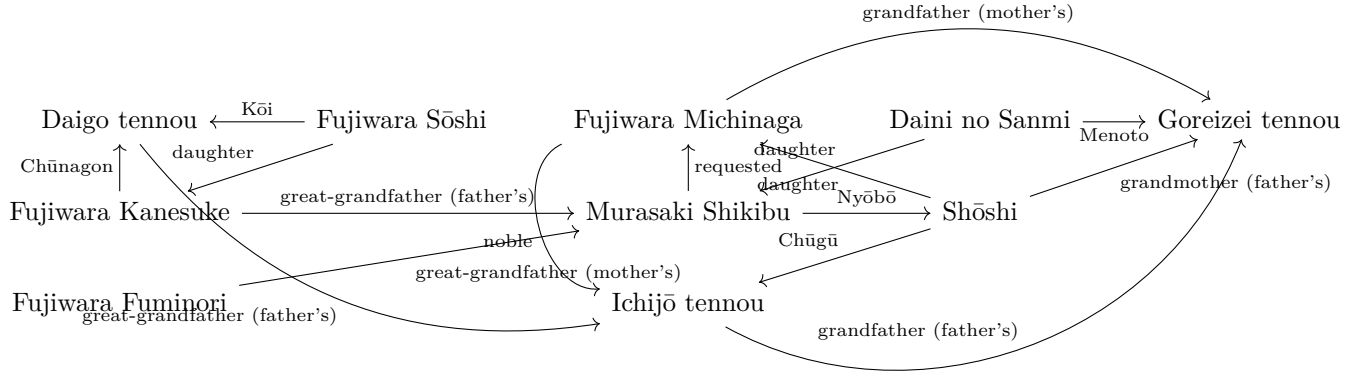 grandfather (mother's)
Daigo tennou
Kōi
Fujiwara Sōshi
Fujiwara Michinaga
Daini no Sanmi
Menoto
Goreizei tennou
Chūnagon
daughter
requested
daughter
daughter
grandmother (father's)
Fujiwara Kanesuke
great-grandfather (father's)
Murasaki Shikibu
Nyōbō
Shōshi
noble
Chūgū
great-grandfather (mother's)
Fujiwara Fuminori
great-grandfather (father's)
Ichijō tennou
grandfather (father's)